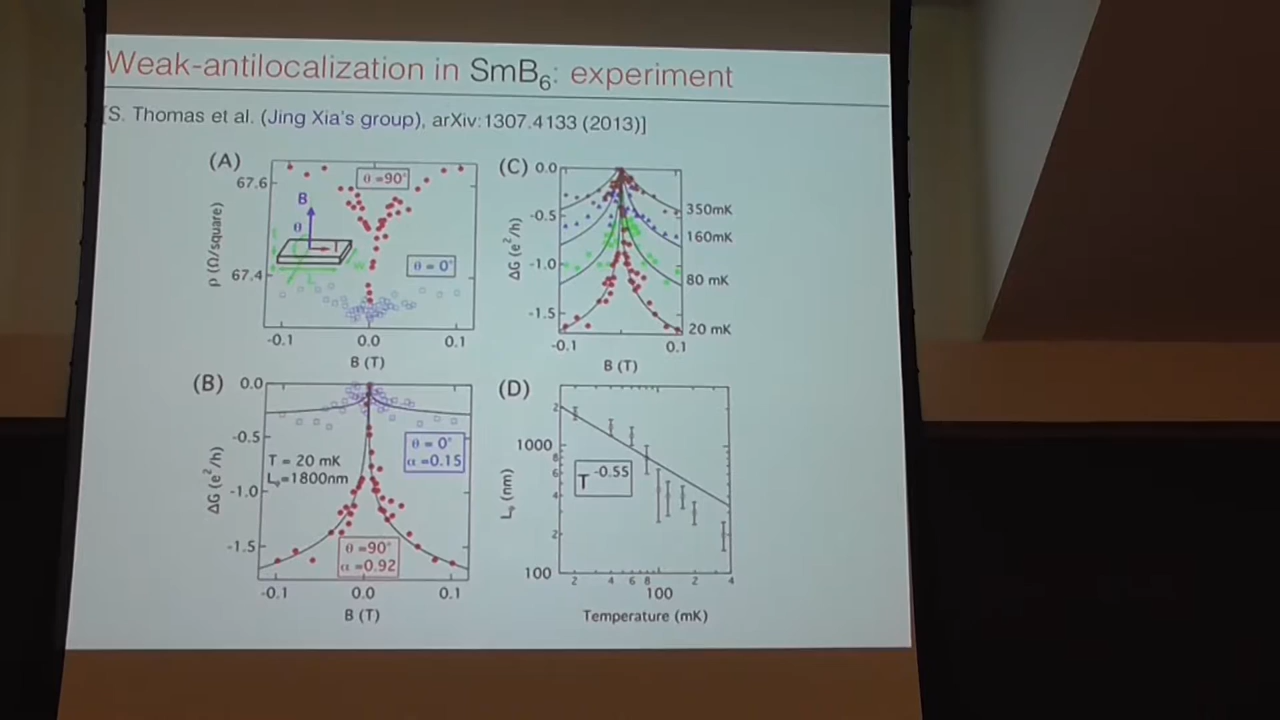 Weak-antilocalization in SmB6: experiment
[S. Thomas et al. (Jing Xia's group), arXiv:1307.4133 (2013)]
(A)
67.6
67.4
ρ (Ω/square)
θ =90°
θ = 0°
B
θ
I
L
w
-0.1 0.0 0.1
B (T)
(C)
0.0
-0.5
-1.0
-1.5
ΔG (e²/h)
350mK
160mK
80 mK
20 mK
-0.1 0.1
B (T)
(B)
0.0
-0.5
-1.0
-1.5
ΔG (e²/h)
T = 20 mK
Lφ=1800nm
θ = 0°
α =0.15
θ =90°
α =0.92
-0.1 0.0 0.1
B (T)
(D)
2
1000
8
6
4
2
100
Lφ (nm)
T^-0.55
2 4 6 8 2 4
100
Temperature (mK)